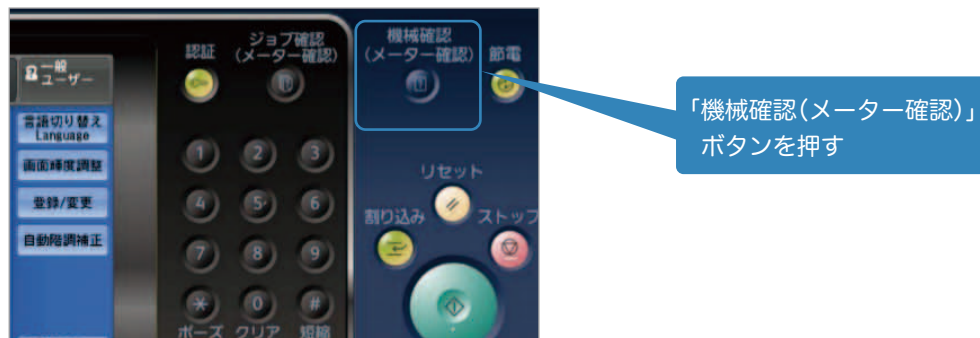 認証
ジョブ確認
(メーター確認)
機械確認
(メーター確認)
節電
一般
ユーザー
言語切り替え
Language
画面輝度調整
登録/変更
自動階調補正
1
2
3
4
5
6
7
8
9
*
0
#
ポーズ
クリア
短縮
リセット
割り込み
ストップ
「機械確認(メーター確認)」
ボタンを押す